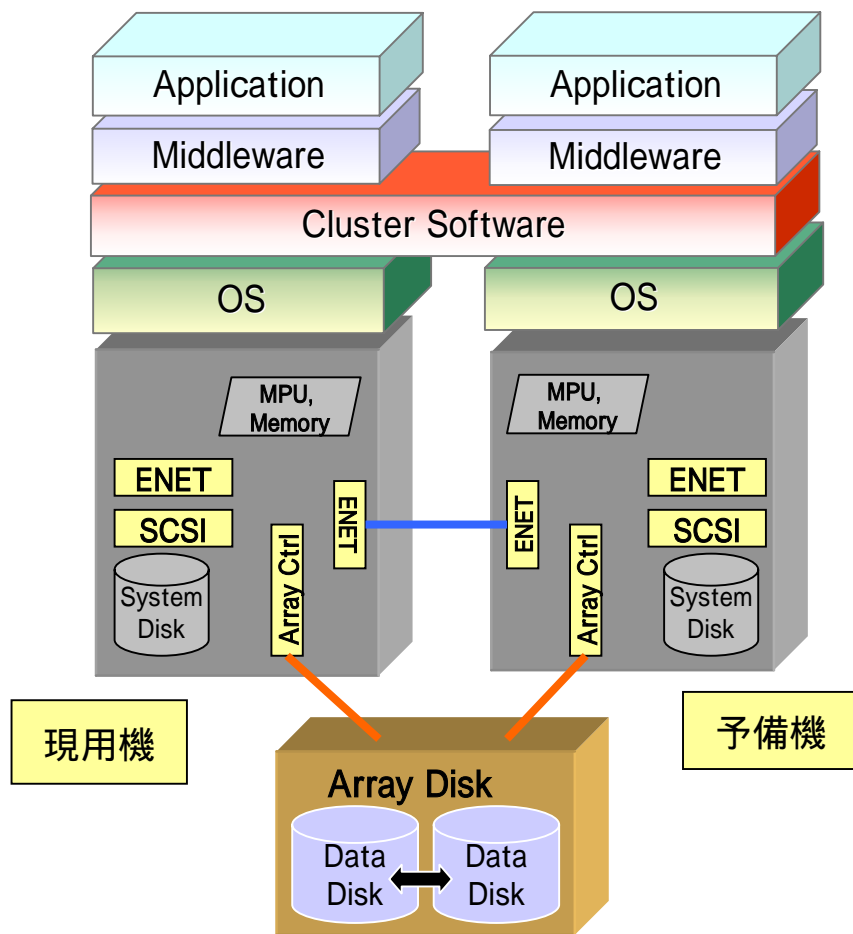 Application
Application
Middleware
Middleware
Cluster Software
OS
OS
MPU,
Memory
MPU,
Memory
ENET
SCSI
System
Disk
Array Ctrl
ENET
ENET
Array Ctrl
ENET
SCSI
System
Disk
現用機
予備機
Array Disk
Data
Disk
Data
Disk